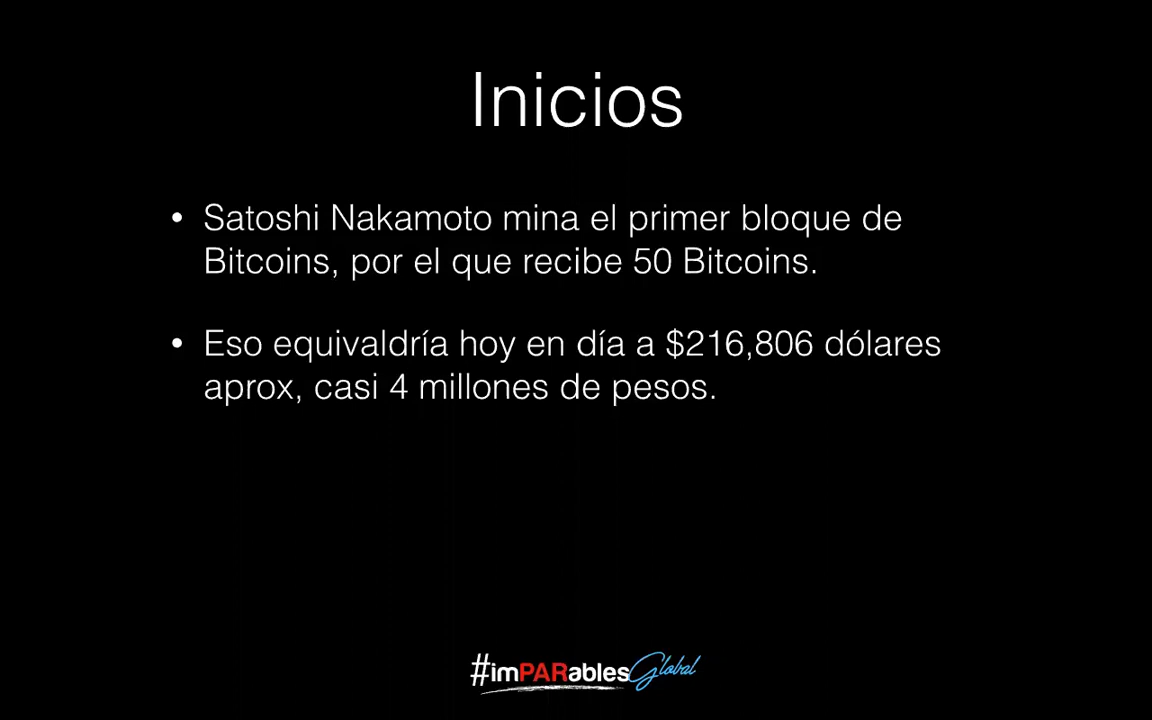 Inicios
• Satoshi Nakamoto mina el primer bloque de
Bitcoins, por el que recibe 50 Bitcoins.
• Eso equivaldría hoy en día a $216,806 dólares
aprox, casi 4 millones de pesos.
#imPARables Global